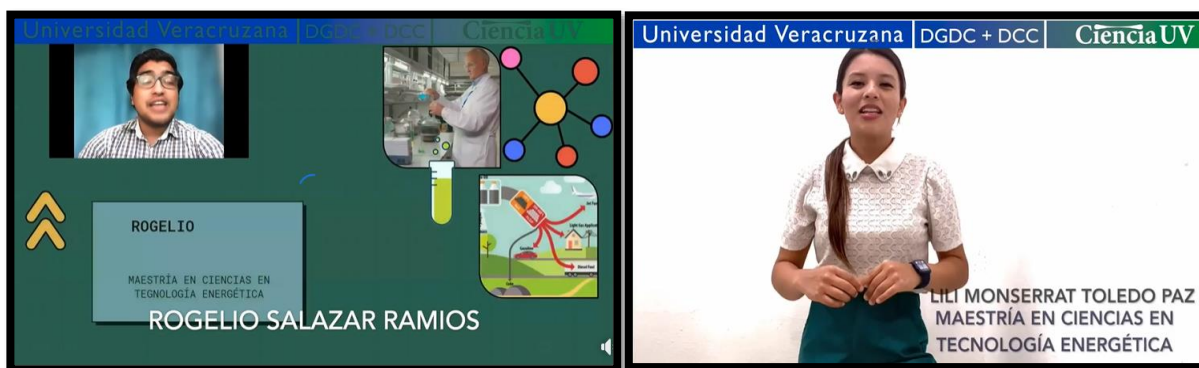 Universidad Veracruzana DGDC + DCC Ciencia UV
ROGELIO
MAESTRÍA EN CIENCIAS EN
TEGNOLOGÍA ENERGÉTICA
ROGELIO SALAZAR RAMIOS
Universidad Veracruzana DGDC + DCC Ciencia UV
LILI MONSERRAT TOLEDO PAZ
MAESTRÍA EN CIENCIAS EN
TECNOLOGÍA ENERGÉTICA